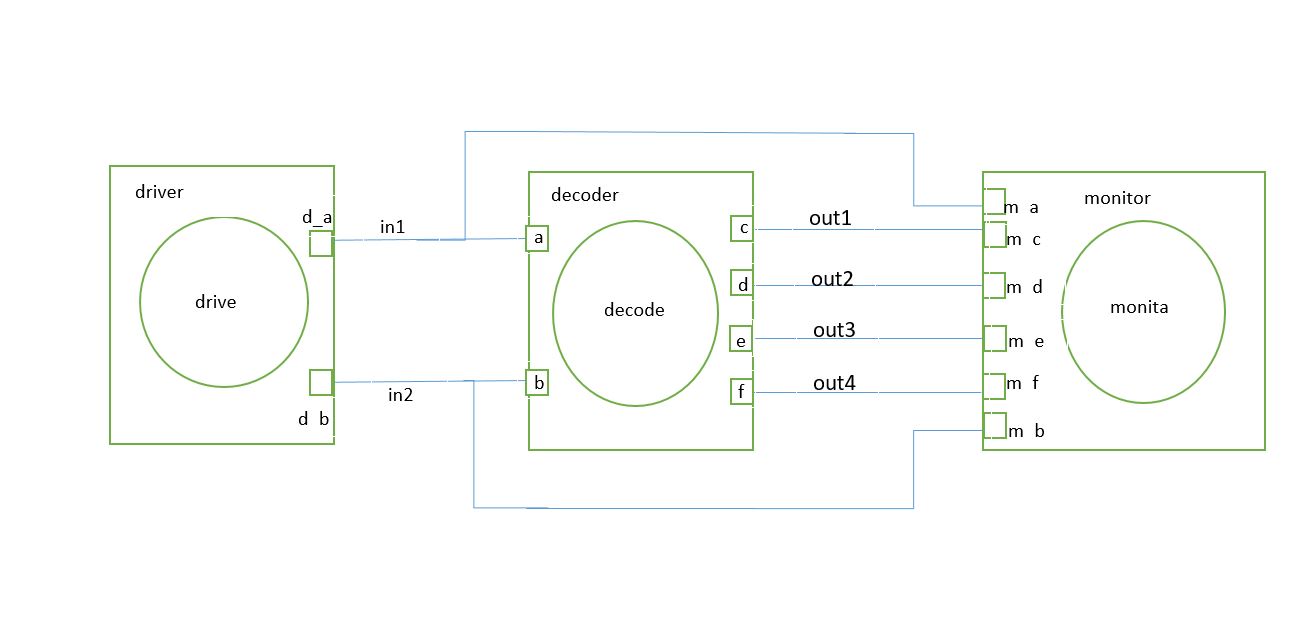 driver
d_a
drive
d b
in1
in2
decoder
a
b
decode
c
d
e
f
out1
out2
out3
out4
monitor
m a
m c
m d
m e
m f
m b
monita